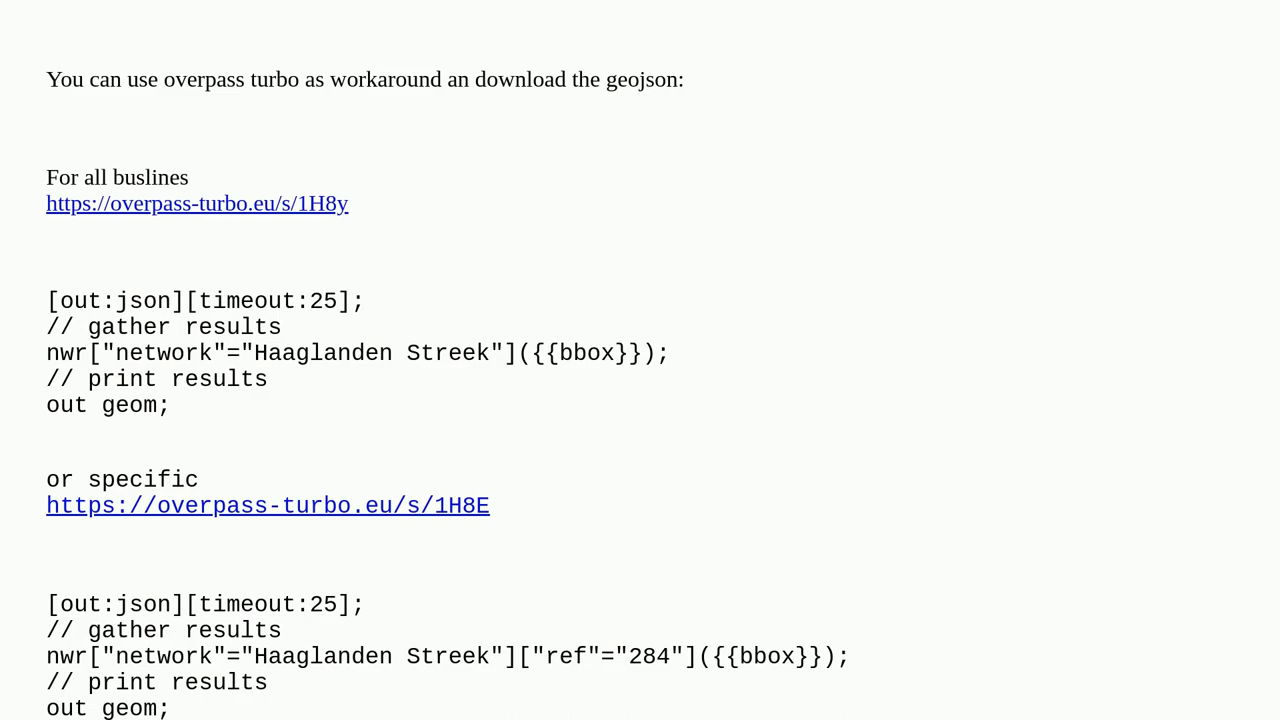 You can use overpass turbo as workaround an download the geojson:
For all buslines
https://overpass-turbo.eu/s/1H8y
[out:json][timeout:25];
// gather results
nwr["network"="Haaglanden Streek"]({{bbox}});
// print results
out geom;
or specific
https://overpass-turbo.eu/s/1H8E
[out:json][timeout:25];
// gather results
nwr["network"="Haaglanden Streek"]["ref"="284"]({{bbox}});
// print results
out geom;